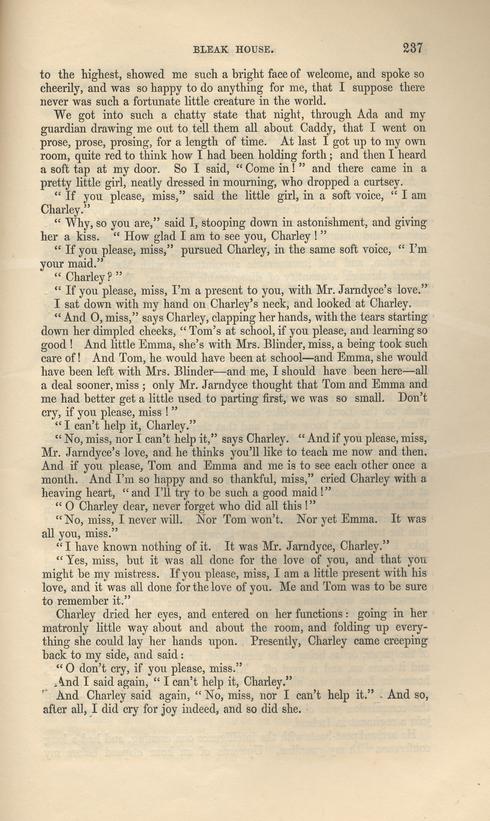 BLEAK HOUSE. 237
to the highest, showed me such a bright face of welcome, and spoke so
cheerily, and was so happy to do anything for me, that I suppose there
never was such a fortunate little creature in the world.
We got into such a chatty state that night, through Ada and my
guardian drawing me out to tell them all about Caddy, that I went on
prose, prose, prosing, for a length of time. At last I got up to my own
room, quite red to think how I had been holding forth; and then I heard
a soft tap at my door. So I said, "Come in!" and there came in a
pretty little girl, neatly dressed in mourning, who dropped a curtsey.
"If you please, miss," said the little girl, in a soft voice, "I am
Charley."
"Why, so you are," said I, stooping down in astonishment, and giving
her a kiss. "How glad I am to see you, Charley!"
"If you please, miss," pursued Charley, in the same soft voice, "I'm
your maid."
"Charley?"
"If you please, miss, I'm a present to you, with Mr. Jarndyce's love."
I sat down with my hand on Charley's neck, and looked at Charley.
"And O, miss," says Charley, clapping her hands, with the tears starting
down her dimpled cheeks, "Tom's at school, if you please, and learning so
good! And little Emma, she's with Mrs. Blinder, miss, a being took such
care of! And Tom, he would have been at school—and Emma, she would
have been left with Mrs. Blinder—and me, I should have been here—all
a deal sooner, miss; only Mr. Jarndyce thought that Tom and Emma and
me had better get a little used to parting first, we was so small. Don't
cry, if you please, miss!"
"I can't help it, Charley."
"No, miss, nor I can't help it," says Charley. "And if you please, miss,
Mr. Jarndyce's love, and he thinks you'll like to teach me now and then.
And if you please, Tom and Emma and me is to see each other once a
month. And I'm so happy and so thankful, miss," cried Charley with a
heaving heart, "and I'll try to be such a good maid!"
"O Charley dear, never forget who did all this!"
"No, miss, I never will. Nor Tom won't. Nor yet Emma. It was
all you, miss."
"I have known nothing of it. It was Mr. Jarndyce, Charley."
"Yes, miss, but it was all done for the love of you, and that you
might be my mistress. If you please, miss, I am a little present with his
love, and it was all done for the love of you. Me and Tom was to be sure
to remember it."
Charley dried her eyes, and entered on her functions: going in her
matronly little way about and about the room, and folding up every-
thing she could lay her hands upon. Presently, Charley came creeping
back to my side, and said:
"O don't cry, if you please, miss."
And I said again, "I can't help it, Charley."
And Charley said again, "No, miss, nor I can't help it." And so,
after all, I did cry for joy indeed, and so did she.